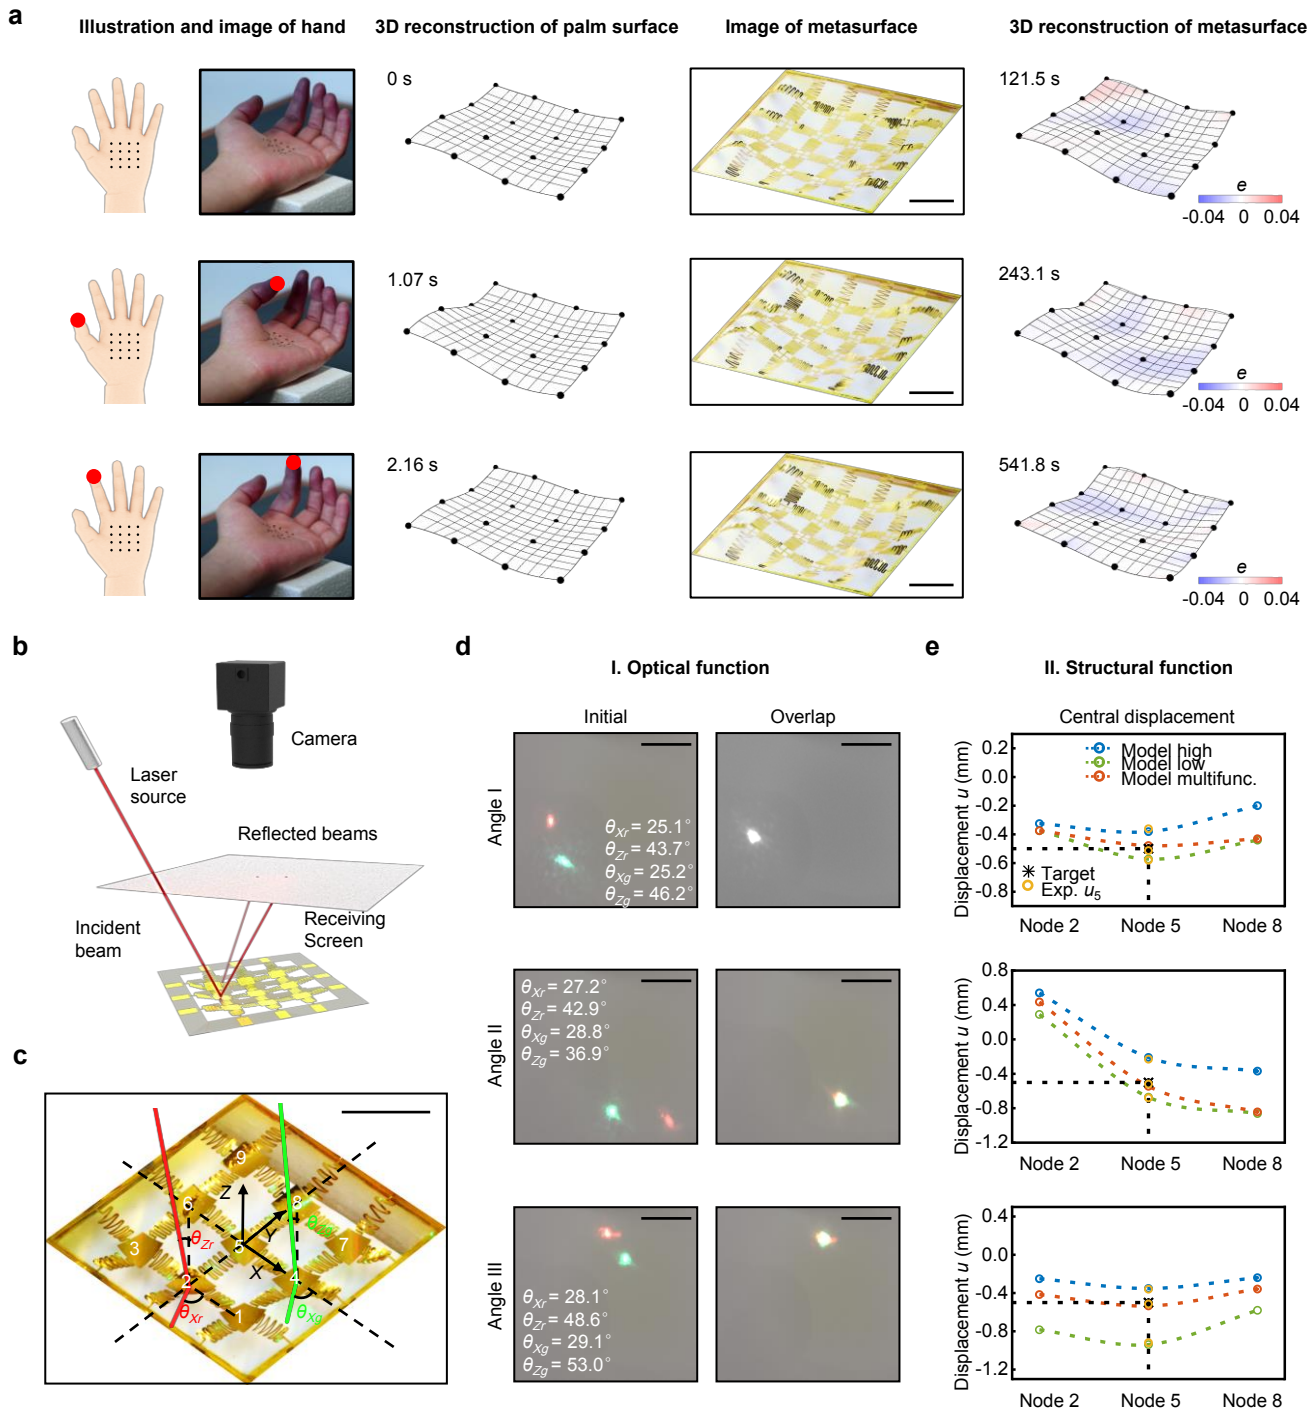 a
Illustration and image of hand
3D reconstruction of palm surface
Image of metasurface
3D reconstruction of metasurface
0 s
121.5 s
e
-0.04 0 0.04
1.07 s
243.1 s
e
-0.04 0 0.04
2.16 s
541.8 s
e
-0.04 0 0.04
b
Camera
Laser
source
Reflected beams
Incident
beam
Receiving
Screen
c
9
6
3
Z
8
5
Y
7
θZr
X
2
4
1
θXr
θXg
d
I. Optical function
Initial
Overlap
Angle I
θXr = 25.1°
θZr = 43.7°
θXg = 25.2°
θZg = 46.2°
Angle II
θXr = 27.2°
θZr = 42.9°
θXg = 28.8°
θZg = 36.9°
Angle III
θXr = 28.1°
θZr = 48.6°
θXg = 29.1°
θZg = 53.0°
e
II. Structural function
Central displacement
Displacement u (mm)
0.2
0.0
-0.2
-0.4
-0.6
-0.8
Model high
Model low
Model multifunc.
Target
Exp. u5
Node 2 Node 5 Node 8
Displacement u (mm)
0.8
0.4
0.0
-0.4
-0.8
-1.2
Node 2 Node 5 Node 8
Displacement u (mm)
0.4
0.0
-0.4
-0.8
-1.2
Node 2 Node 5 Node 8